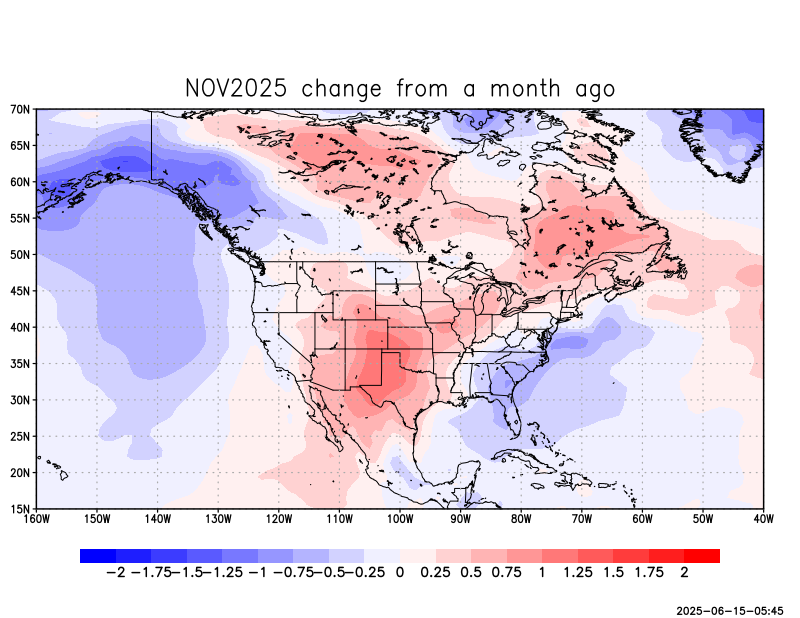 NOV2025 change from a month ago
70N
65N
60N
55N
50N
45N
40N
35N
30N
25N
20N
15N
160W 150W 140W 130W 120W 110W 100W 90W 80W 70W 60W 50W 40W
−2 −1.75 −1.5 −1.25 −1 −0.75 −0.5 −0.25 0 0.25 0.5 0.75 1 1.25 1.5 1.75 2
2025-06-15-05:45